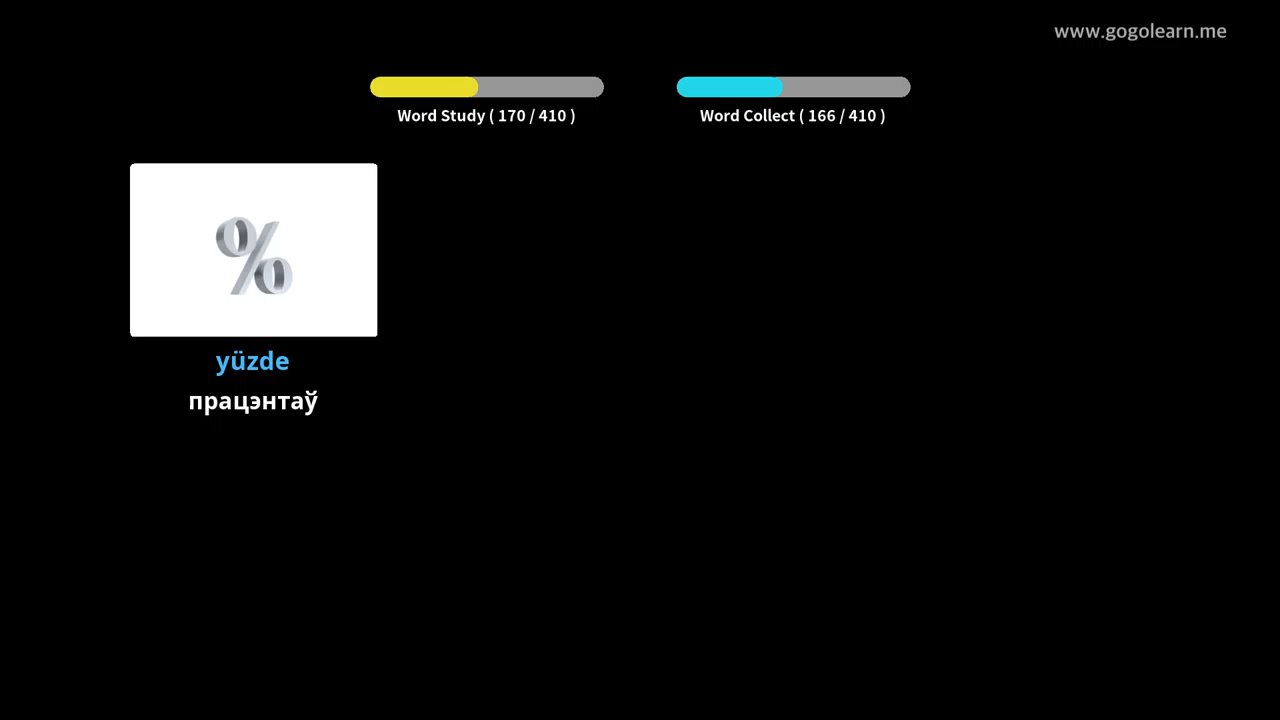 www.gogolearn.me
Word Study ( 170 / 410 )
Word Collect ( 166 / 410 )
%
yüzde
працэнтаў